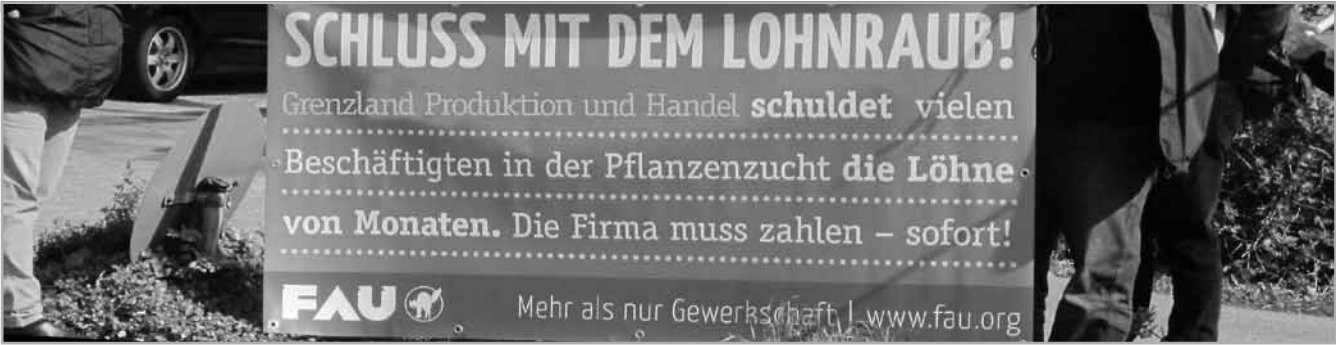 SCHLUSS MIT DEM LOHNRAUB!
Grenzland Produktion und Handel schuldet vielen
Beschäftigten in der Pflanzenzucht die Löhne
von Monaten. Die Firma muss zahlen – sofort!
FAU Mehr als nur Gewerkschaft | www.fau.org